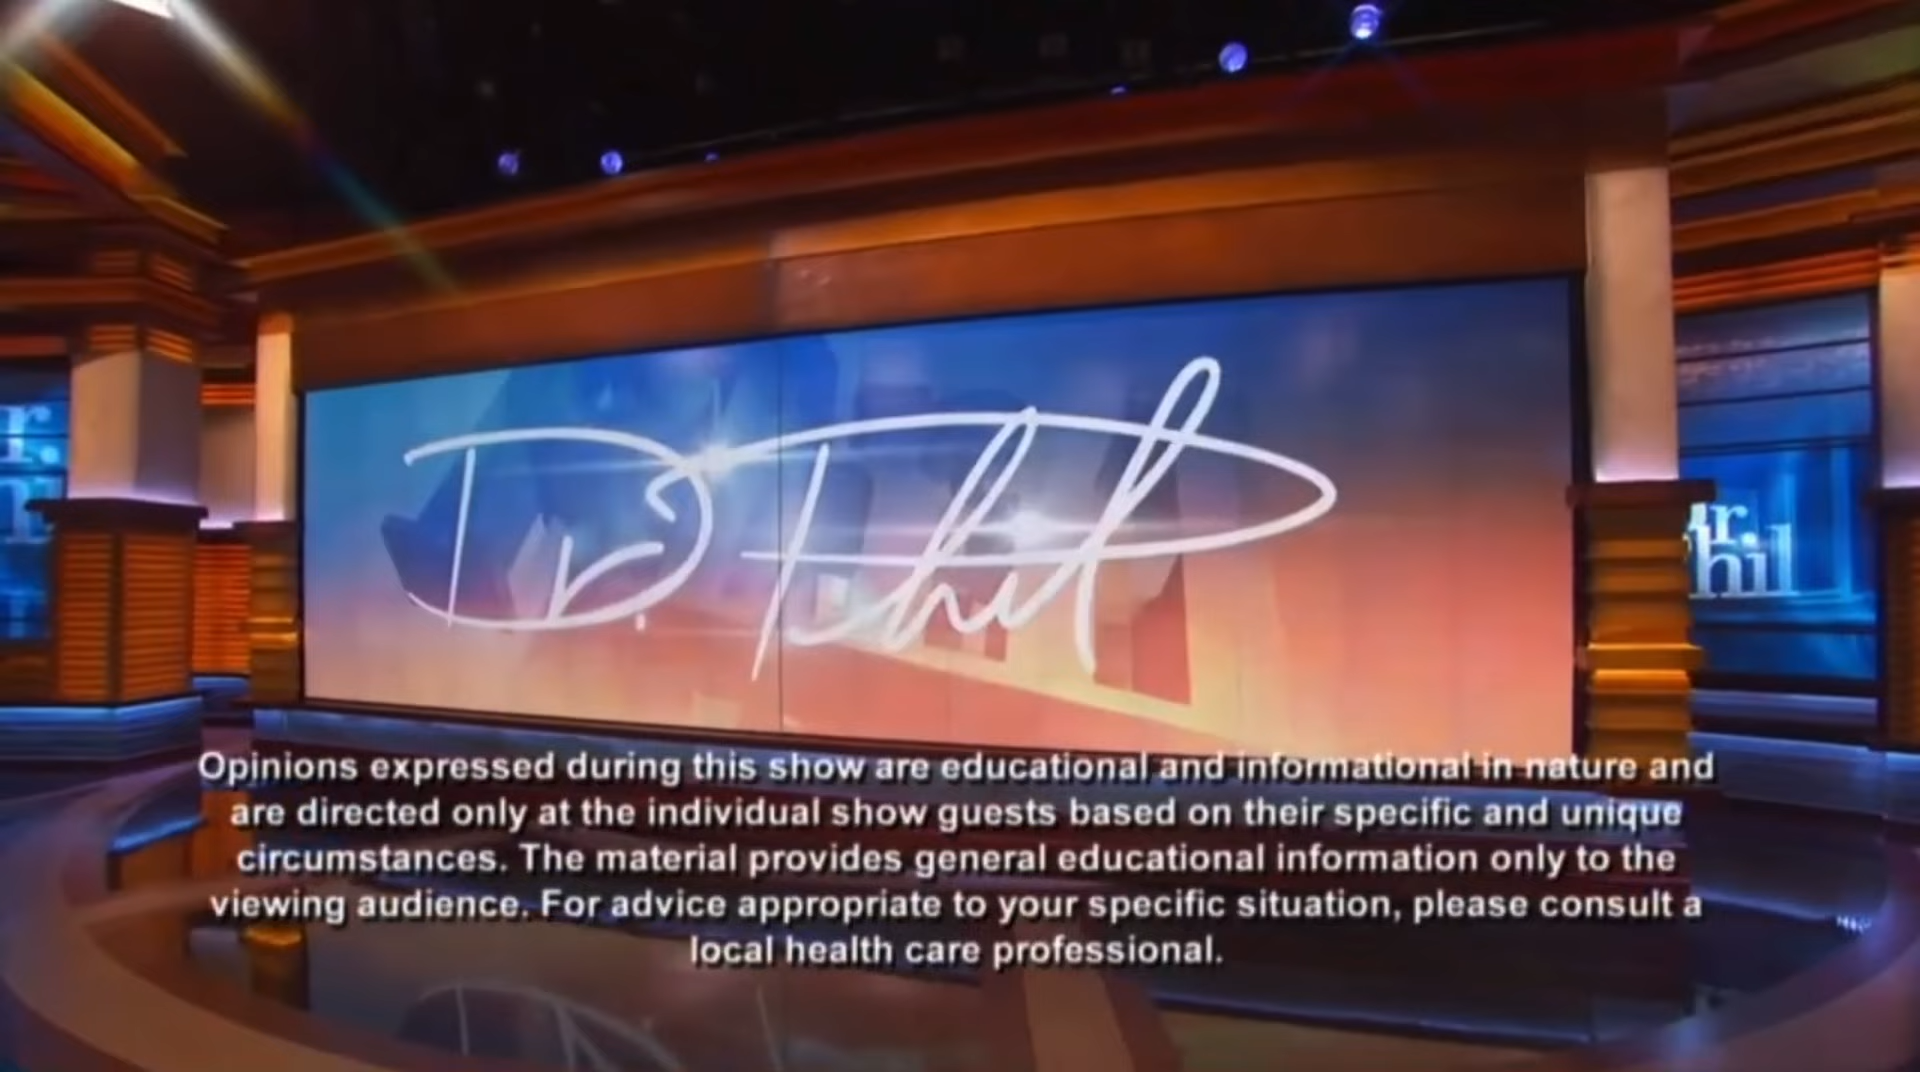 Dr. Phil
r.
ur.
hil
Opinions expressed during this show are educational and informational in nature and
are directed only at the individual show guests based on their specific and unique
circumstances. The material provides general educational information only to the
viewing audience. For advice appropriate to your specific situation, please consult a
local health care professional.